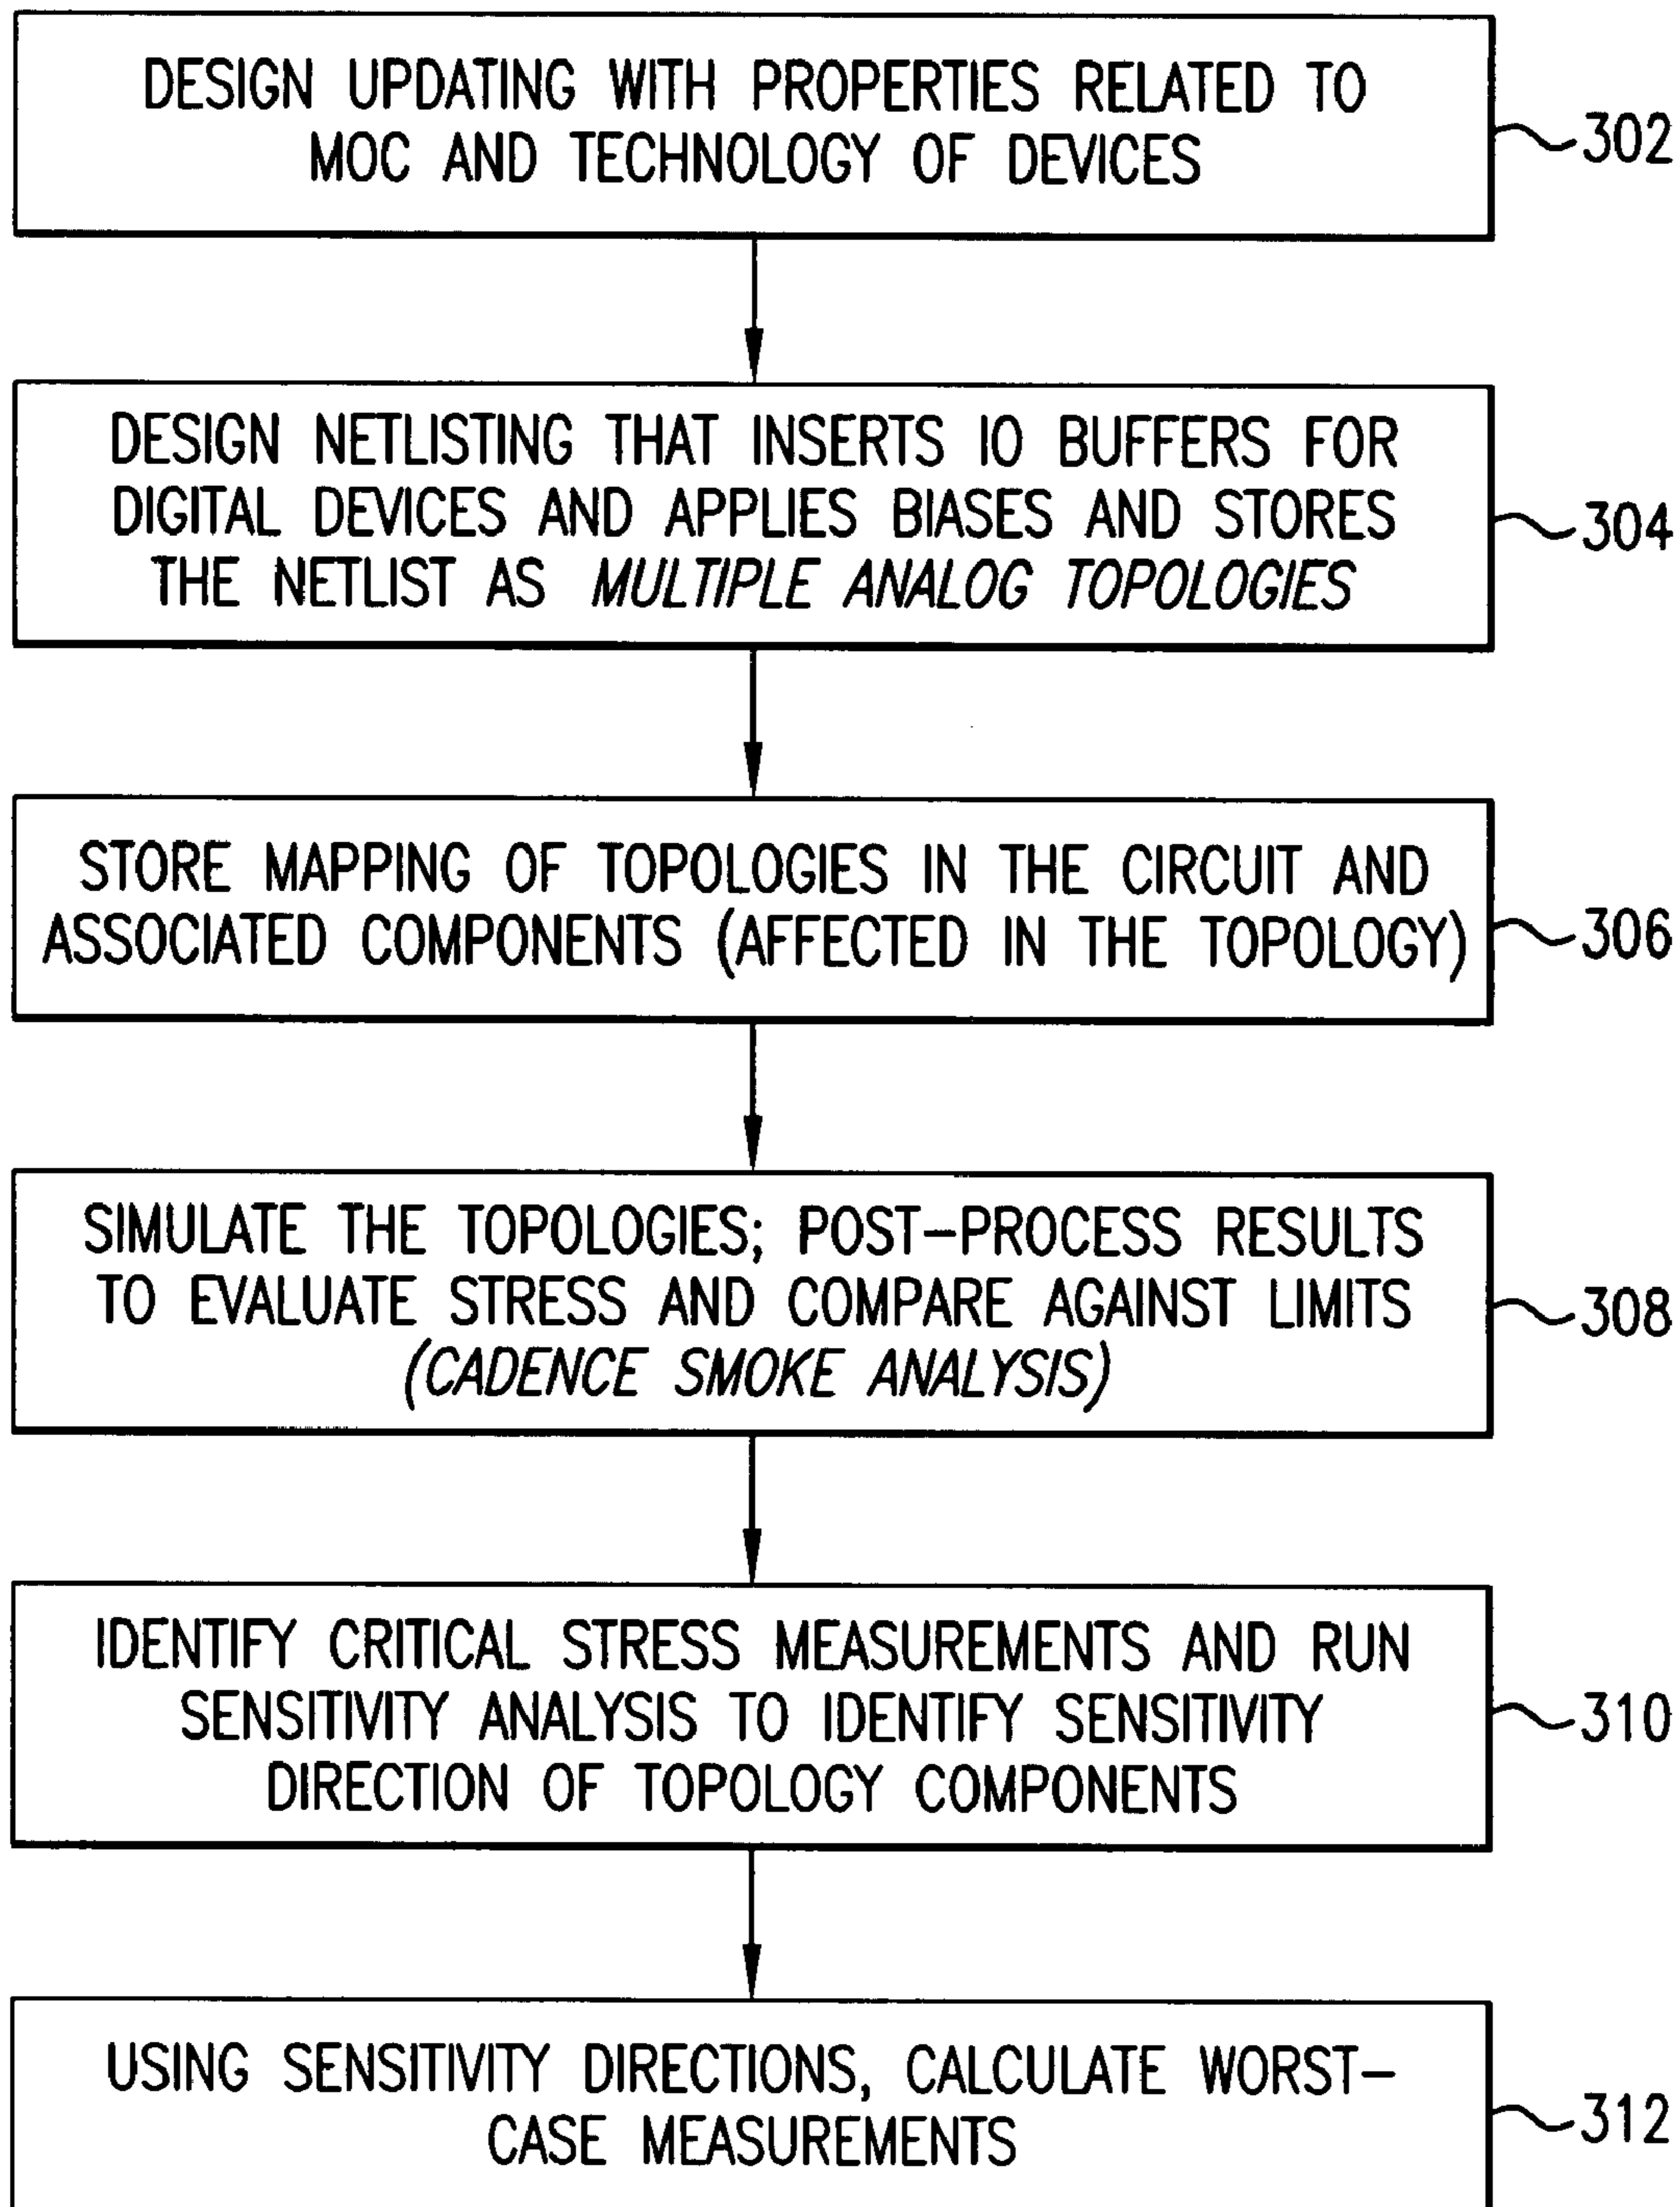 DESIGN UPDATING WITH PROPERTIES RELATED TO
MOC AND TECHNOLOGY OF DEVICES
302
DESIGN NETLISTING THAT INSERTS IO BUFFERS FOR
DIGITAL DEVICES AND APPLIES BIASES AND STORES
THE NETLIST AS MULTIPLE ANALOG TOPOLOGIES
304
STORE MAPPING OF TOPOLOGIES IN THE CIRCUIT AND
ASSOCIATED COMPONENTS (AFFECTED IN THE TOPOLOGY)
306
SIMULATE THE TOPOLOGIES; POST-PROCESS RESULTS
TO EVALUATE STRESS AND COMPARE AGAINST LIMITS
(CADENCE SMOKE ANALYSIS)
308
IDENTIFY CRITICAL STRESS MEASUREMENTS AND RUN
SENSITIVITY ANALYSIS TO IDENTIFY SENSITIVITY
DIRECTION OF TOPOLOGY COMPONENTS
310
USING SENSITIVITY DIRECTIONS, CALCULATE WORST-
CASE MEASUREMENTS
312